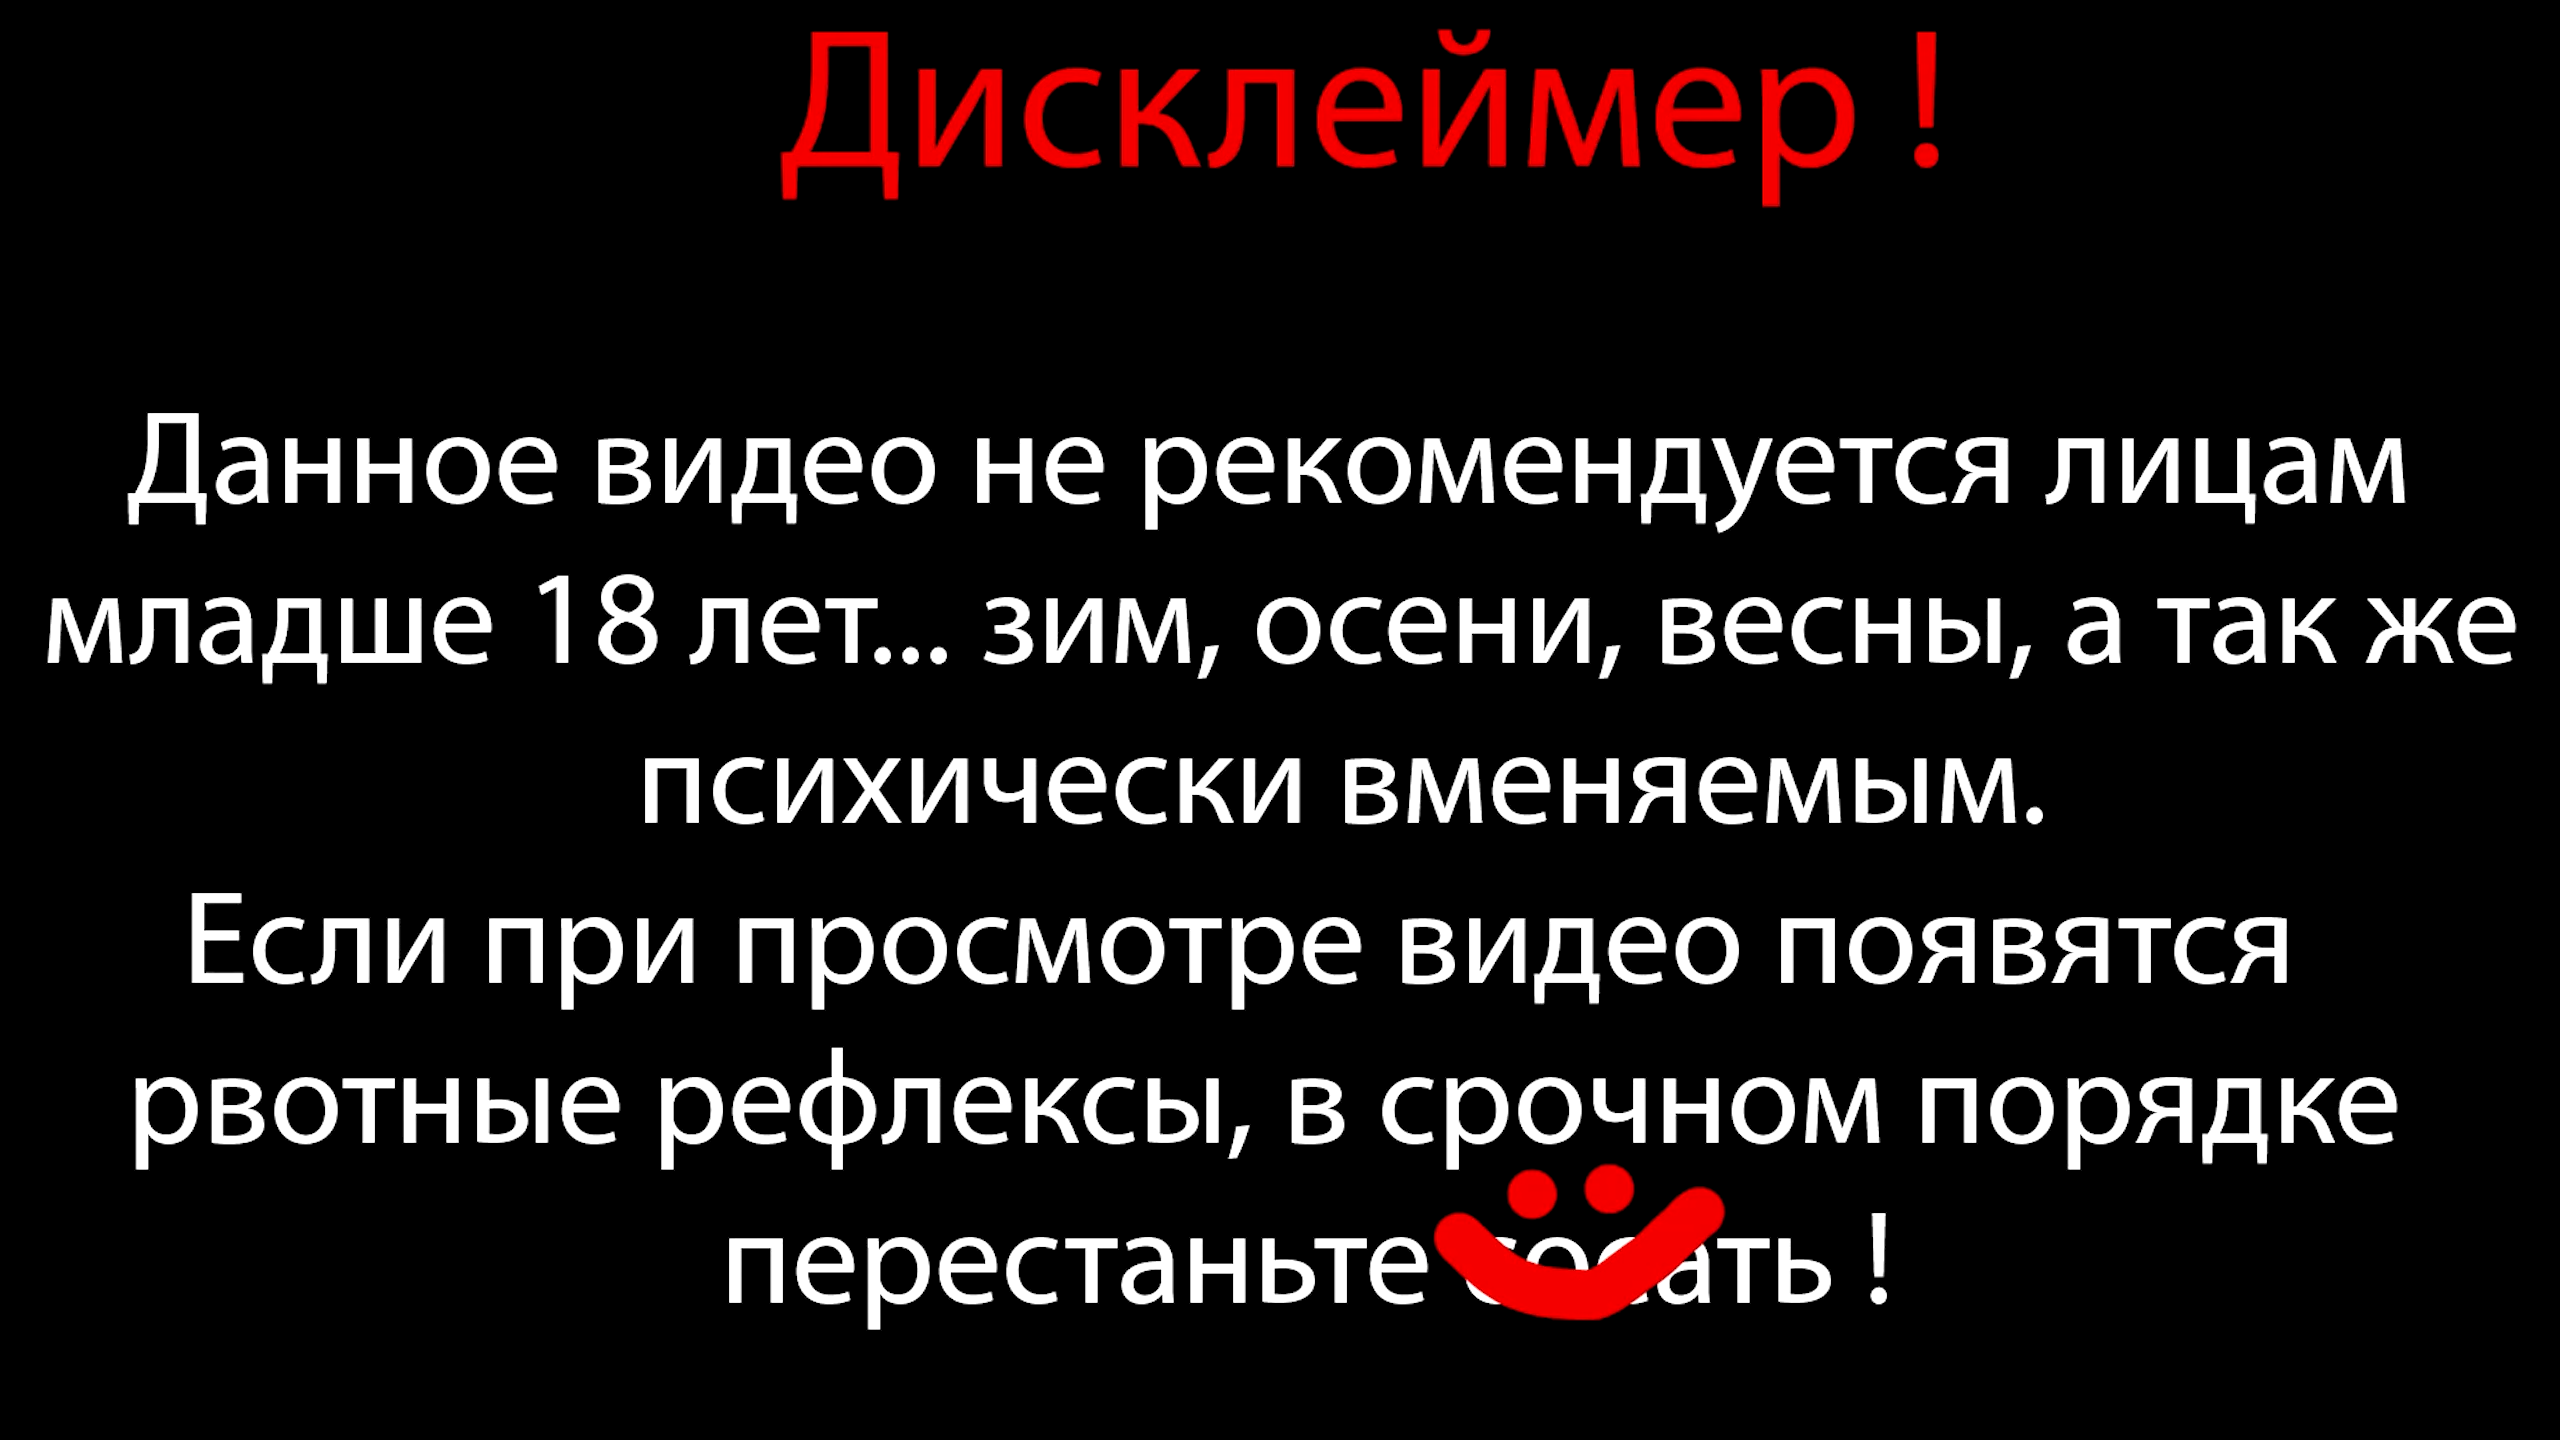 Дисклеймер !
Данное видео не рекомендуется лицам
младше 18 лет... зим, осени, весны, а так же
психически вменяемым.
Если при просмотре видео появятся
рвотные рефлексы, в срочном порядке
перестаньте сосать !